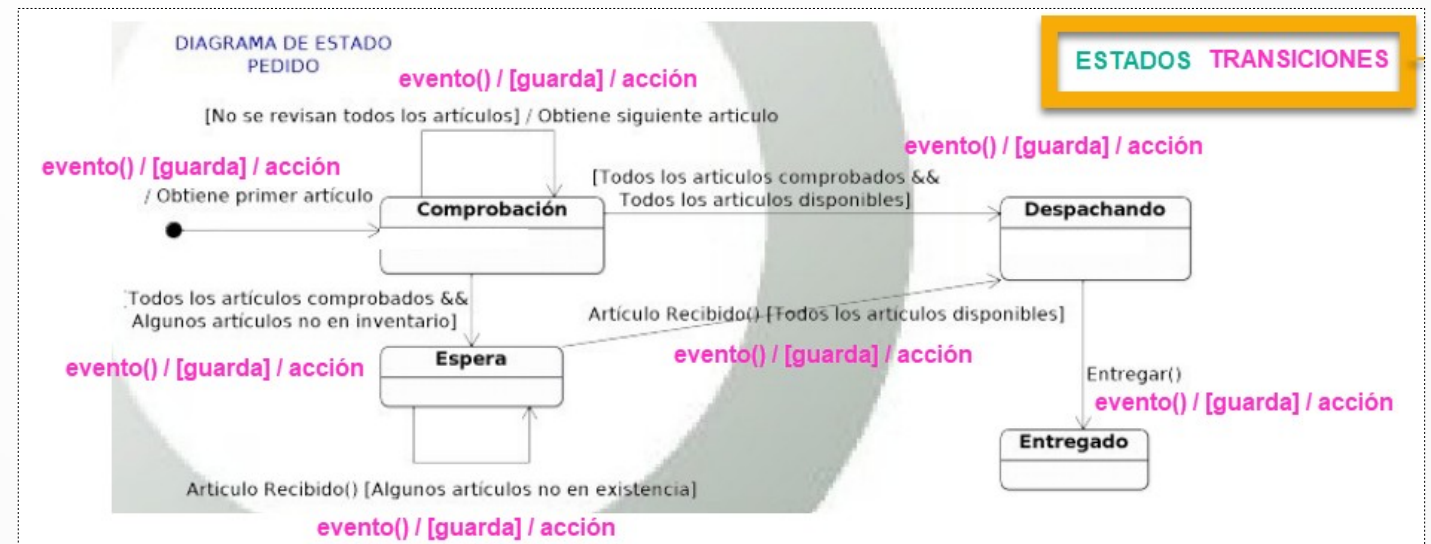 DIAGRAMA DE ESTADO
PEDIDO
ESTADOS TRANSICIONES
evento() / [guarda] / acción
[No se revisan todos los artículos] / Obtiene siguiente articulo
evento() / [guarda] / acción
evento() / [guarda] / acción
/ Obtiene primer artículo
[Todos los articulos comprobados &&
Todos los articulos disponibles]
Comprobación
Despachando
Todos los artículos comprobados &&
Algunos artículos no en inventario]
Artículo Recibido() [Todos los artículos disponibles]
Espera
evento() / [guarda] / acción
evento() / [guarda] / acción
Entregar()
evento() / [guarda] / acción
Entregado
Articulo Recibido() [Algunos artículos no en existencia]
evento() / [guarda] / acción